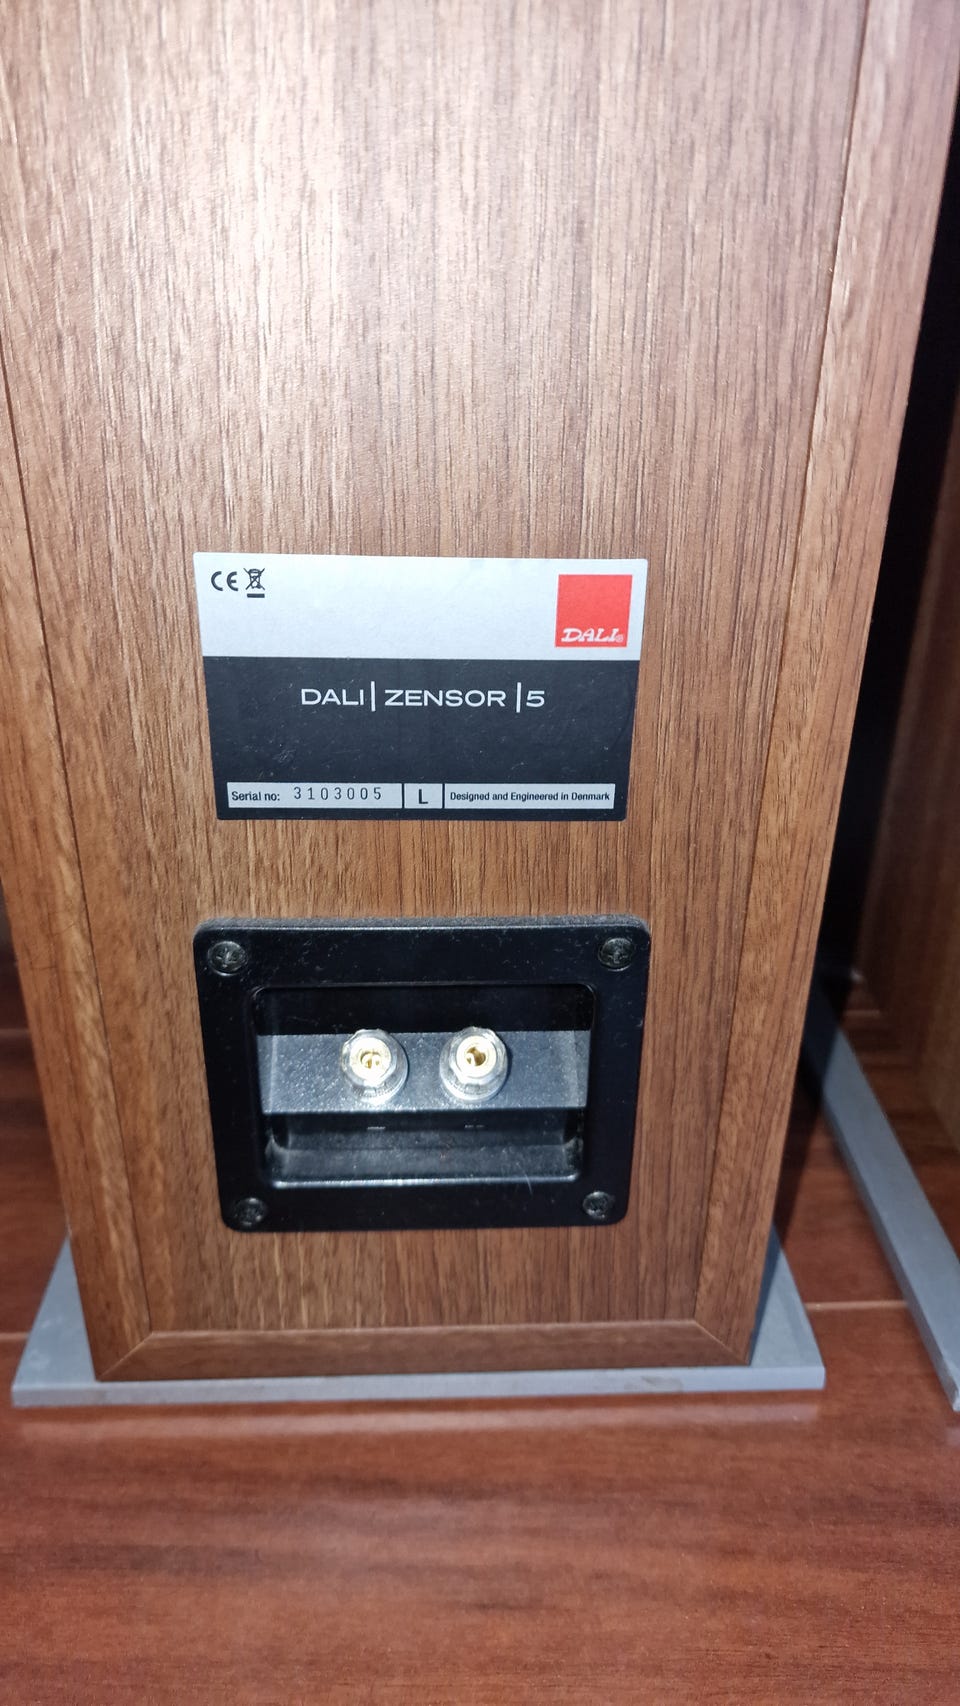 CE
DALI®
DALI|ZENSOR|5
Serial no: 3103005 L Designed and Engineered in Denmark